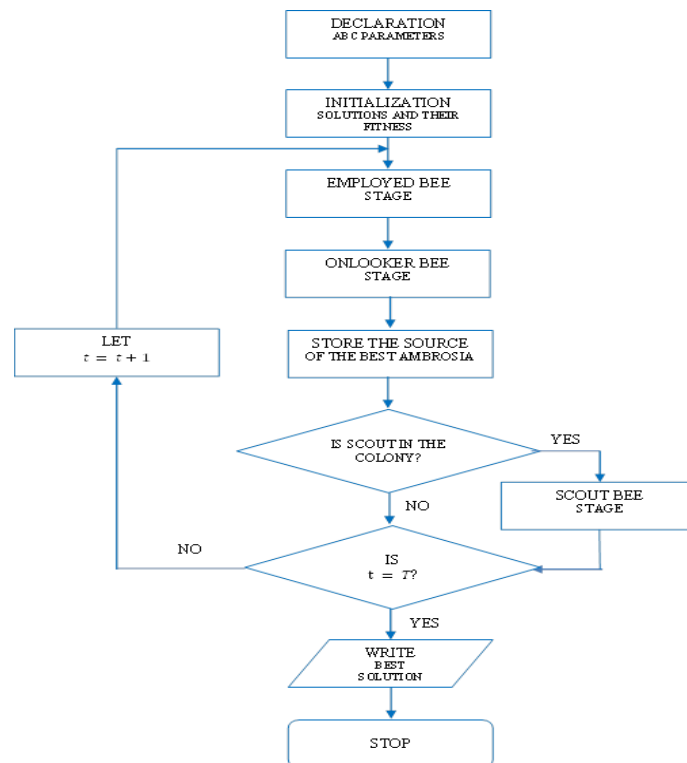 DECLARATION
ABC PARAMETERS
INITIALIZATION
SOLUTIONS AND THEIR
FITNESS
EMPLOYED BEE
STAGE
ONLOOKER BEE
STAGE
STORE THE SOURCE
OF THE BEST AMBROSIA
LET
t = t + 1
IS SCOUT IN THE
COLONY?
YES
SCOUT BEE
STAGE
NO
NO
IS
t = T?
YES
WRITE
BEST
SOLUTION
STOP